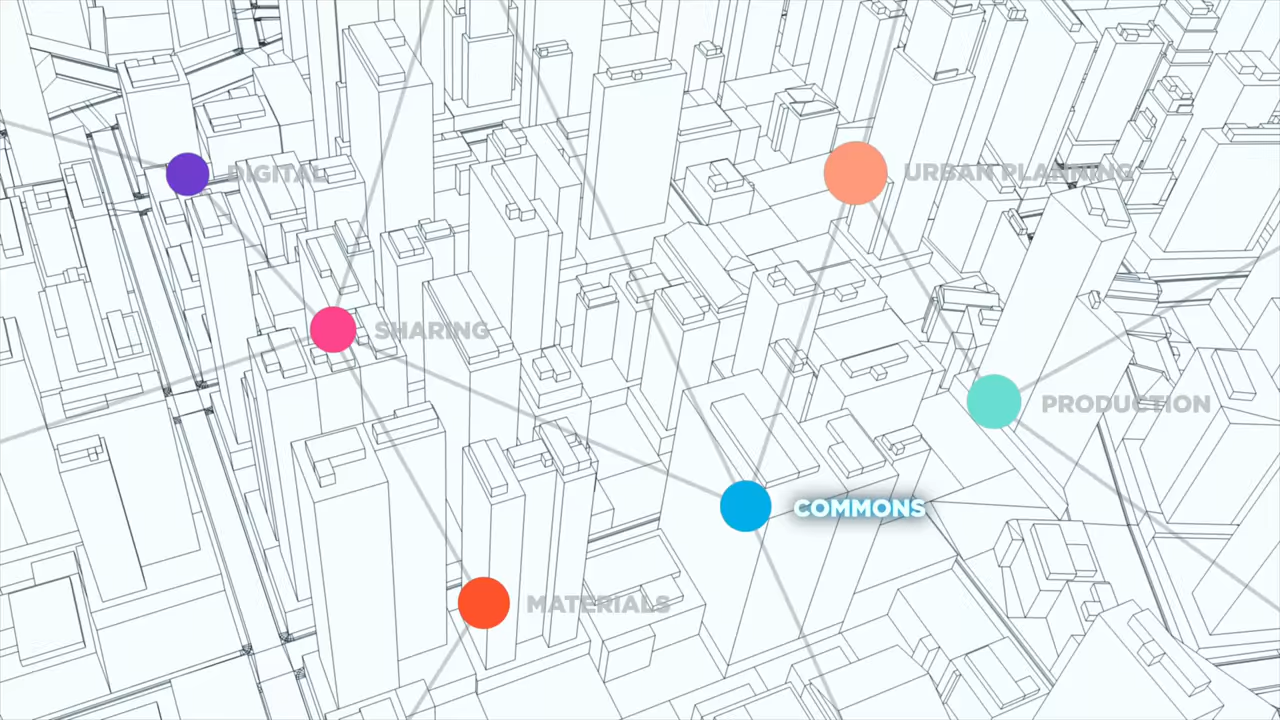 DIGITAL
URBAN PLANNING
SHARING
PRODUCTION
COMMONS
MATERIALS